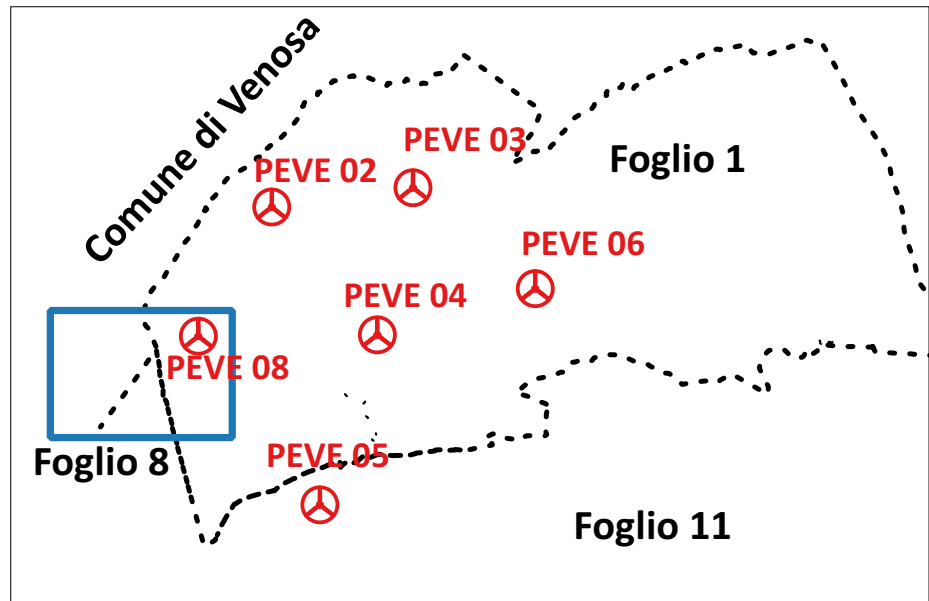 Comune di Venosa
PEVE 03
PEVE 02
Foglio 1
PEVE 06
PEVE 04
PEVE 08
PEVE 05
Foglio 8
Foglio 11